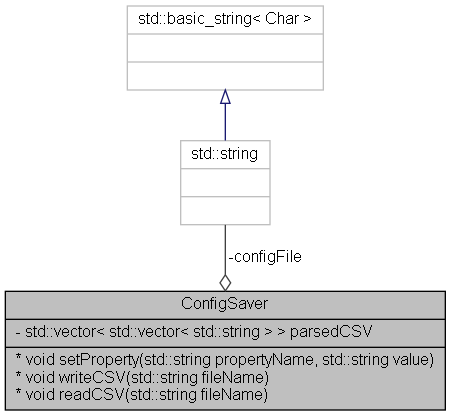 std::basic_string< Char >
std::string
-configFile
ConfigSaver
- std::vector< std::vector< std::string > > parsedCSV
* void setProperty(std::string propertyName, std::string value)
* void writeCSV(std::string fileName)
* void readCSV(std::string fileName)